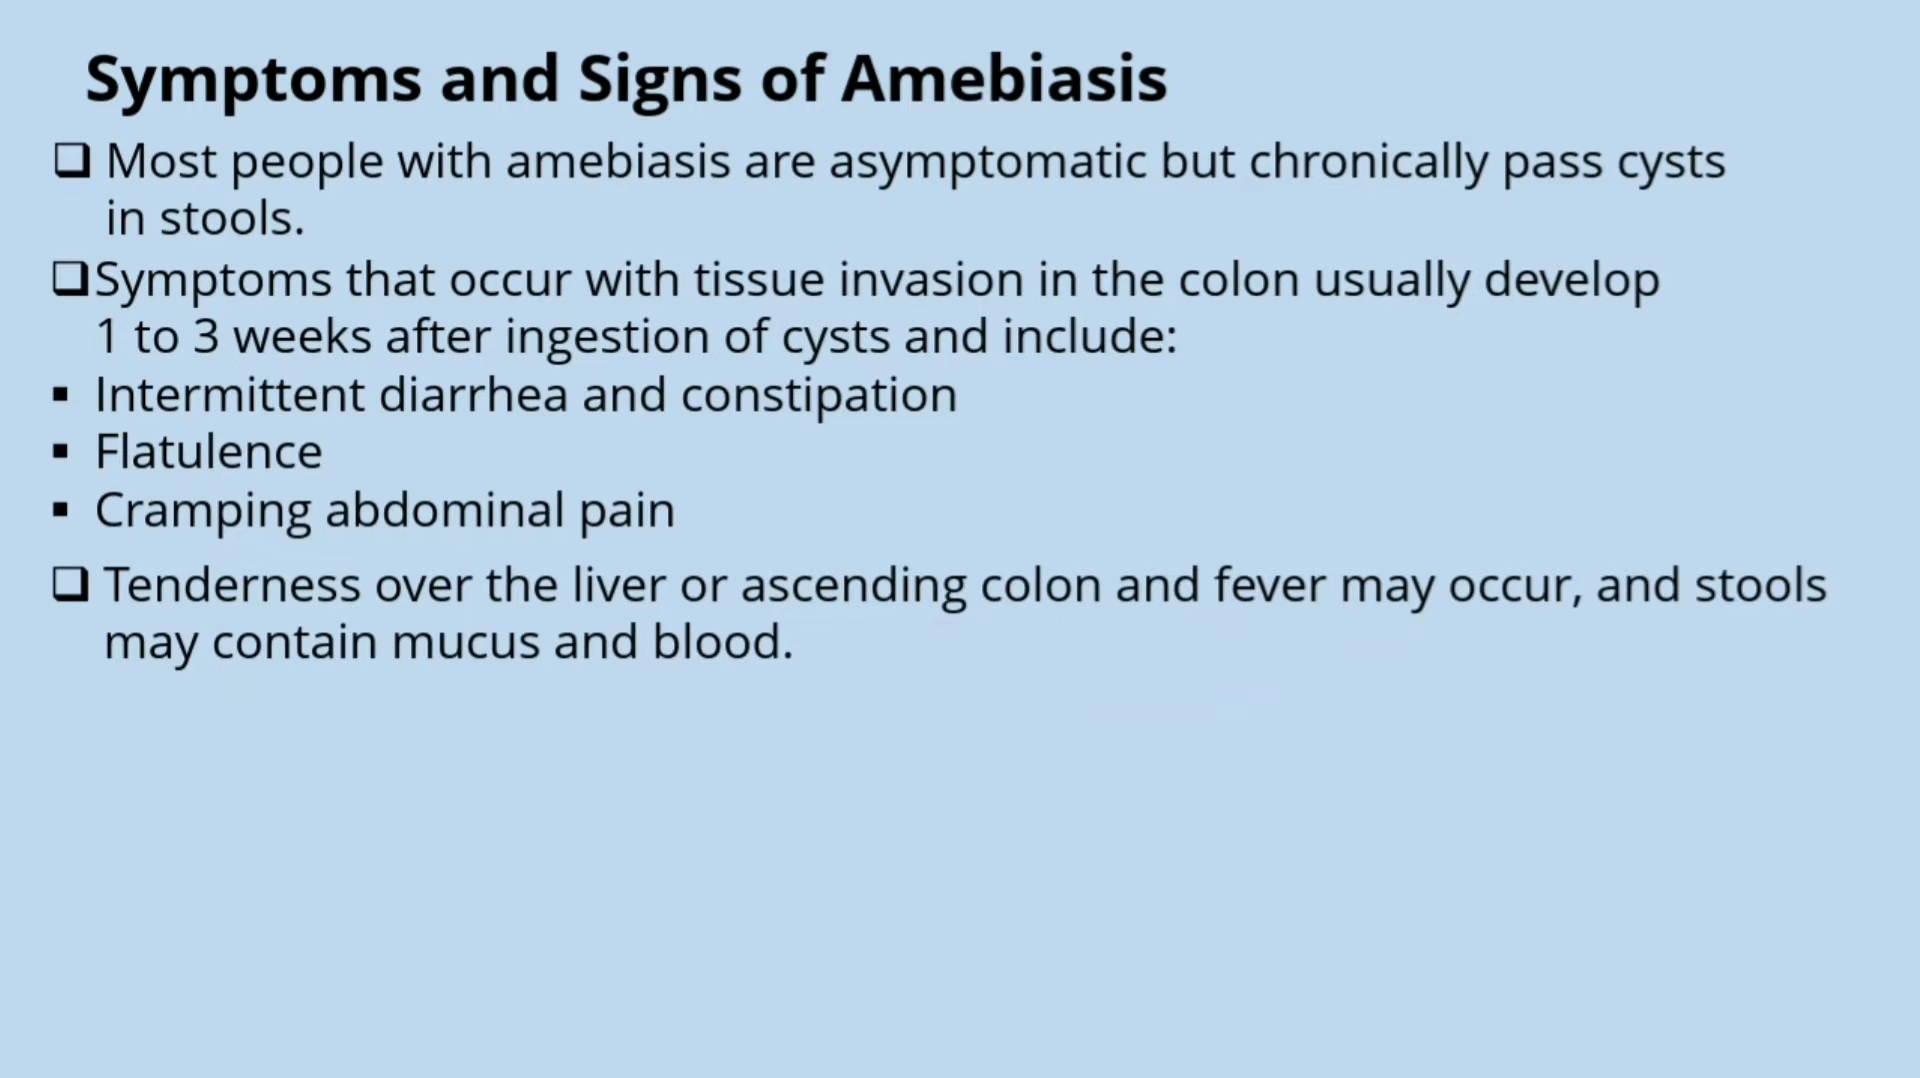 Symptoms and Signs of Amebiasis
❑ Most people with amebiasis are asymptomatic but chronically pass cysts
in stools.
❑Symptoms that occur with tissue invasion in the colon usually develop
1 to 3 weeks after ingestion of cysts and include:
▪ Intermittent diarrhea and constipation
▪ Flatulence
▪ Cramping abdominal pain
❑ Tenderness over the liver or ascending colon and fever may occur, and stools
may contain mucus and blood.